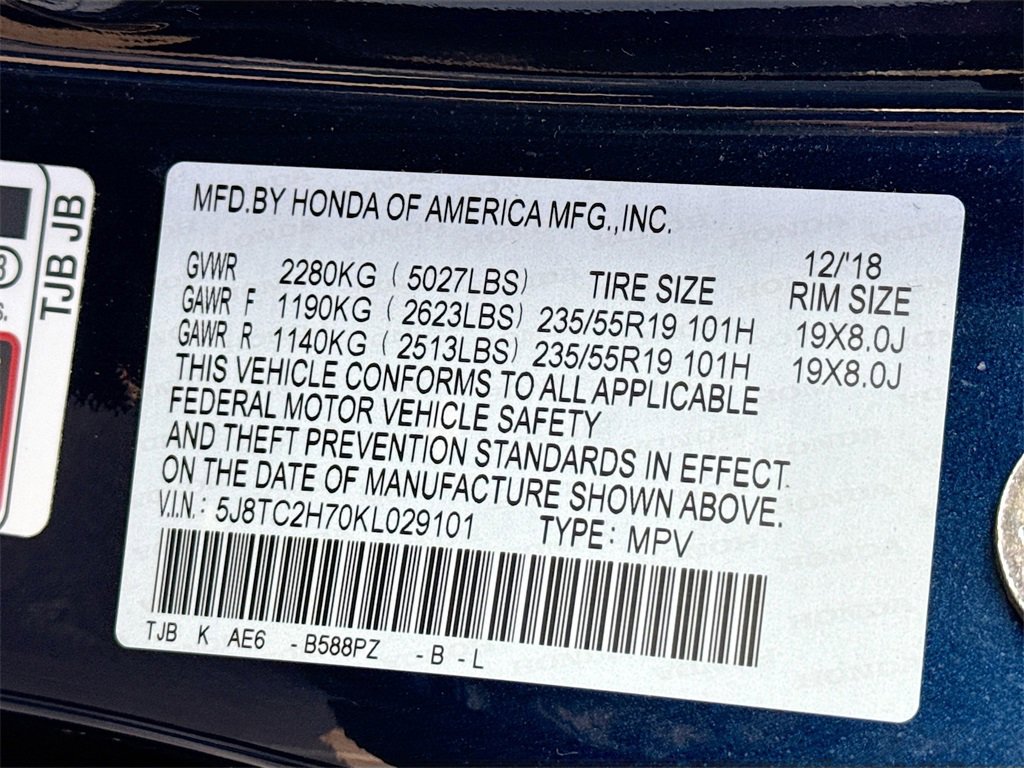 MFD.BY HONDA OF AMERICA MFG.,INC.
12/'18
GVWR 2280KG (5027LBS) TIRE SIZE RIM SIZE
GAWR F 1190KG (2623LBS) 235/55R19 101H 19X8.0J
GAWR R 1140KG (2513LBS) 235/55R19 101H 19X8.0J
THIS VEHICLE CONFORMS TO ALL APPLICABLE
FEDERAL MOTOR VEHICLE SAFETY
AND THEFT PREVENTION STANDARDS IN EFFECT
ON THE DATE OF MANUFACTURE SHOWN ABOVE.
V.I.N.: 5J8TC2H70KL029101 TYPE: MPV
TJB K AE6 -B588PZ -B-L
TJB JB